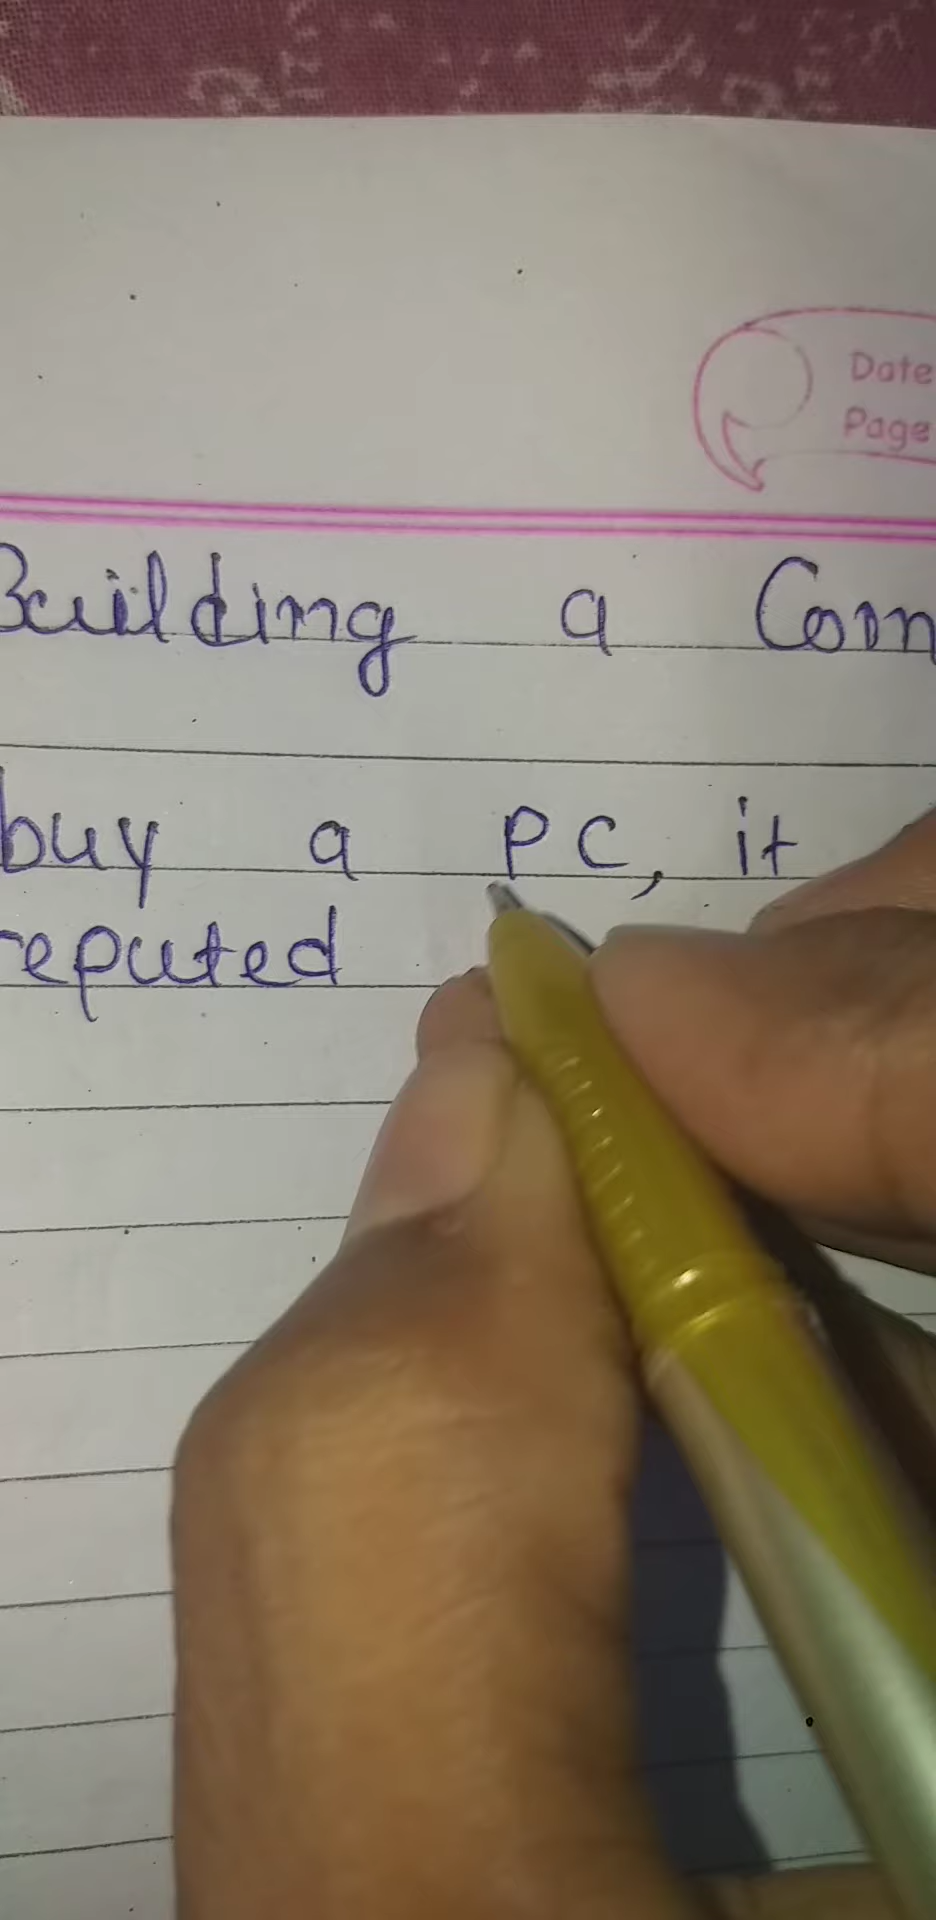 Date
Page
Building a Com
buy a PC, it
reputed